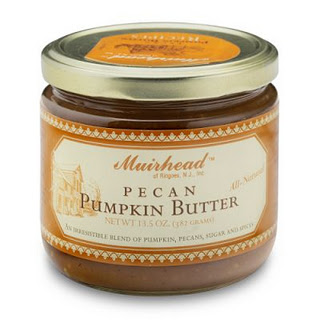 Muirhead™
of Ringoes, N.J., Inc
All-Natural
PECAN
PUMPKIN BUTTER
NET WT 13.5 OZ. (383 GRAMS)
AN IRRESISTIBLE BLEND OF PUMPKIN, PECANS, SUGAR AND SPICES